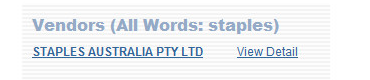 Vendors (All Words: staples)
STAPLES AUSTRALIA PTY LTD View Detail